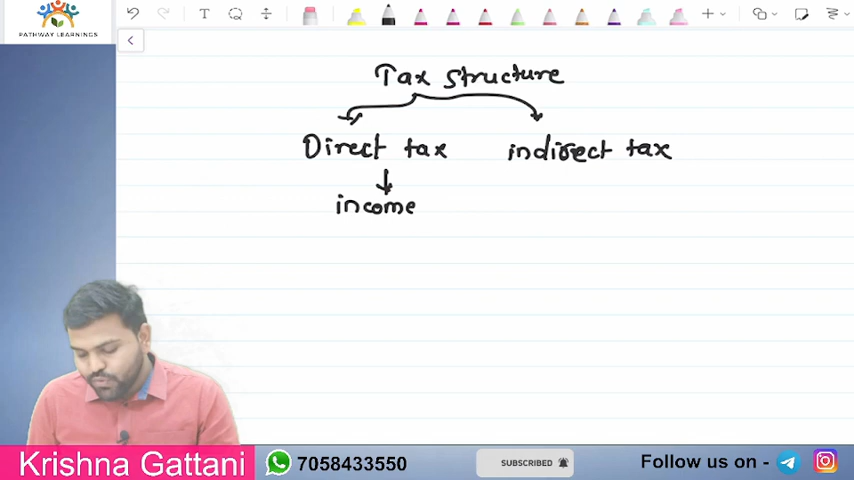 PATHWAY LEARNINGS
T
Tax structure
Direct tax indirect tax
income
Krishna Gattani 7058433550 SUBSCRIBED Follow us on -